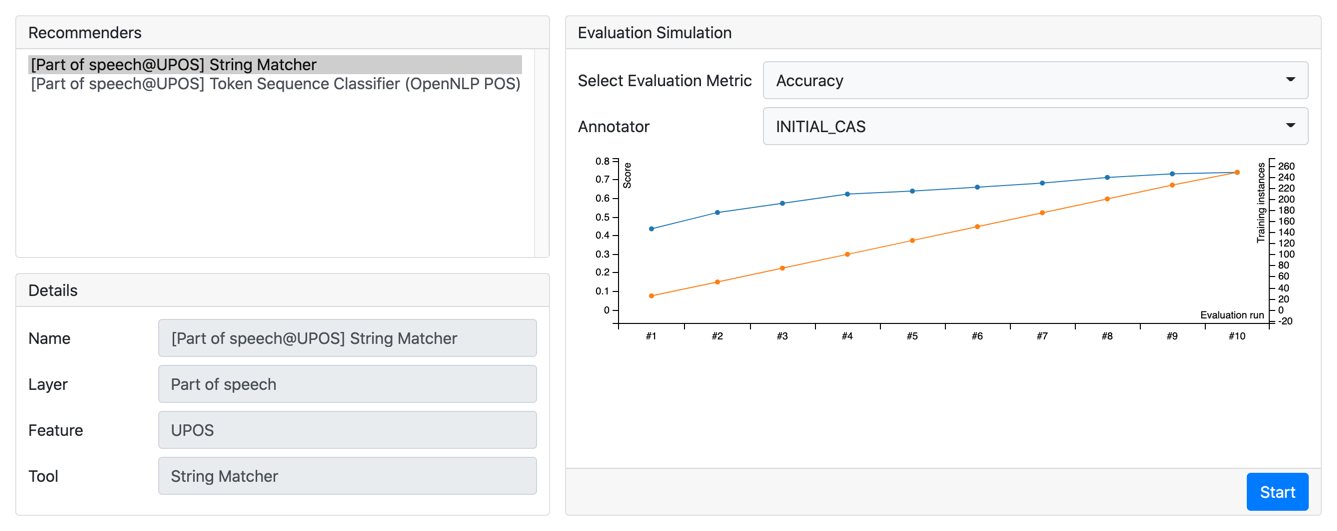 Recommenders
[Part of speech@UPOS] String Matcher
[Part of speech@UPOS] Token Sequence Classifier (OpenNLP POS)
Details
Name
[Part of speech@UPOS] String Matcher
Layer
Part of speech
Feature
UPOS
Tool
String Matcher
Evaluation Simulation
Select Evaluation Metric
Accuracy
Annotator
INITIAL_CAS
0.8
0.7
0.6
0.5
0.4
0.3
0.2
0.1
0
Score
Training instances
260
240
220
200
180
160
140
120
100
80
60
40
20
0
-20
Evaluation run
#1 #2 #3 #4 #5 #6 #7 #8 #9 #10
Start